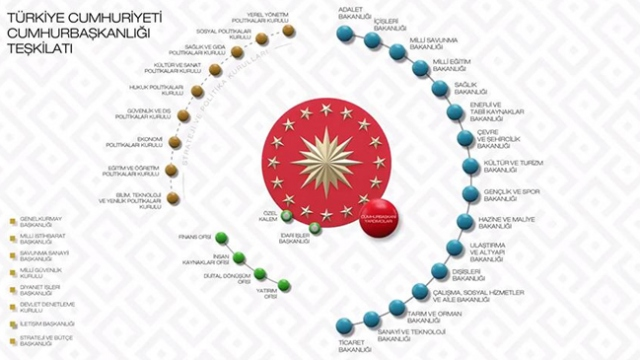 TÜRKİYE CUMHURİYETİ
CUMHURBAŞKANLIĞI
TEŞKİLATI
YEREL YÖNETİM
POLİTİKALARI KURULU
SOSYAL POLİTİKALAR
KURULU
SAĞLIK VE GIDA
POLİTİKALARI KURULU
KÜLTÜR VE SANAT
POLİTİKALARI KURULU
HUKUK POLİTİKALARI
KURULU
GÜVENLİK VE DIŞ
POLİTİKALARI KURULU
EKONOMİ
POLİTİKALARI KURULU
EĞİTİM VE ÖĞRETİM
POLİTİKALARI KURULU
BİLİM, TEKNOLOJİ
VE YENİLİK POLİTİKALARI
KURULU
STRATEJİ VE POLİTİKA KURULLARI
ADALET
BAKANLIĞI
İÇİŞLERİ
BAKANLIĞI
MİLLİ SAVUNMA
BAKANLIĞI
MİLLİ EĞİTİM
BAKANLIĞI
SAĞLIK
BAKANLIĞI
ENERJİ VE
TABİİ KAYNAKLAR
BAKANLIĞI
ÇEVRE
VE ŞEHİRCİLİK
BAKANLIĞI
KÜLTÜR VE TURİZM
BAKANLIĞI
GENÇLİK VE SPOR
BAKANLIĞI
HAZİNE VE MALİYE
BAKANLIĞI
ULAŞTIRMA
VE ALTYAPI
BAKANLIĞI
DIŞİŞLERİ
BAKANLIĞI
ÇALIŞMA, SOSYAL HİZMETLER
VE AİLE BAKANLIĞI
TARIM VE ORMAN
BAKANLIĞI
SANAYİ VE TEKNOLOJİ
BAKANLIĞI
TİCARET
BAKANLIĞI
CUMHURBAŞKANI
YARDIMCILARI
ÖZEL
KALEM
İDARİ İŞLER
BAŞKANLIĞI
FİNANS OFİSİ
İNSAN
KAYNAKLARI OFİSİ
DİJİTAL DÖNÜŞÜM
OFİSİ
YATIRIM
OFİSİ
GENELKURMAY
BAŞKANLIĞI
MİLLİ İSTİHBARAT
BAŞKANLIĞI
SAVUNMA SANAYİ
BAŞKANLIĞI
MİLLİ GÜVENLİK
KURULU
DİYANET İŞLERİ
BAŞKANLIĞI
DEVLET DENETLEME
KURULU
İLETİŞİM BAŞKANLIĞI
STRATEJİ VE BÜTÇE
BAŞKANLIĞI